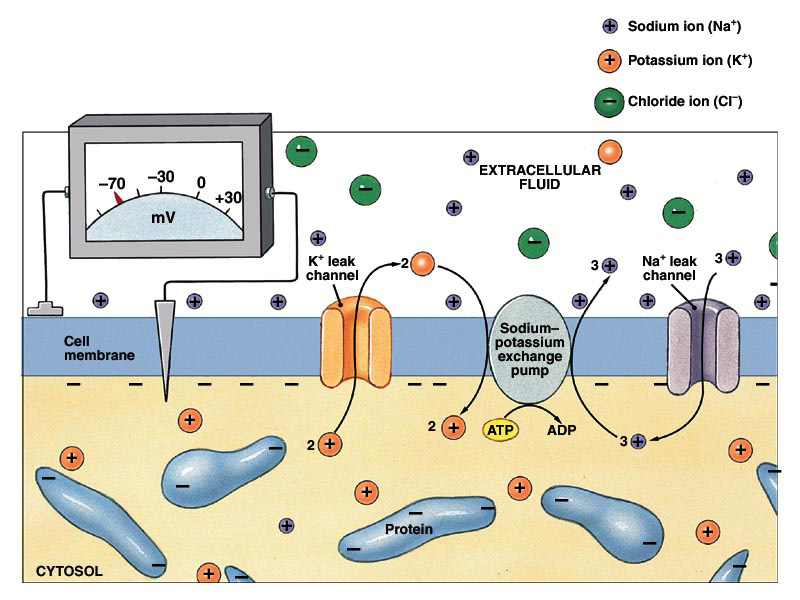 Sodium ion (Na⁺)
Potassium ion (K⁺)
Chloride ion (Cl⁻)
EXTRACELLULAR
FLUID
–70
–30
0
+30
mV
K⁺ leak
channel
2
3
Na⁺ leak
channel
3
Cell
membrane
Sodium–
potassium
exchange
pump
2
2
ATP
ADP
3
Protein
CYTOSOL